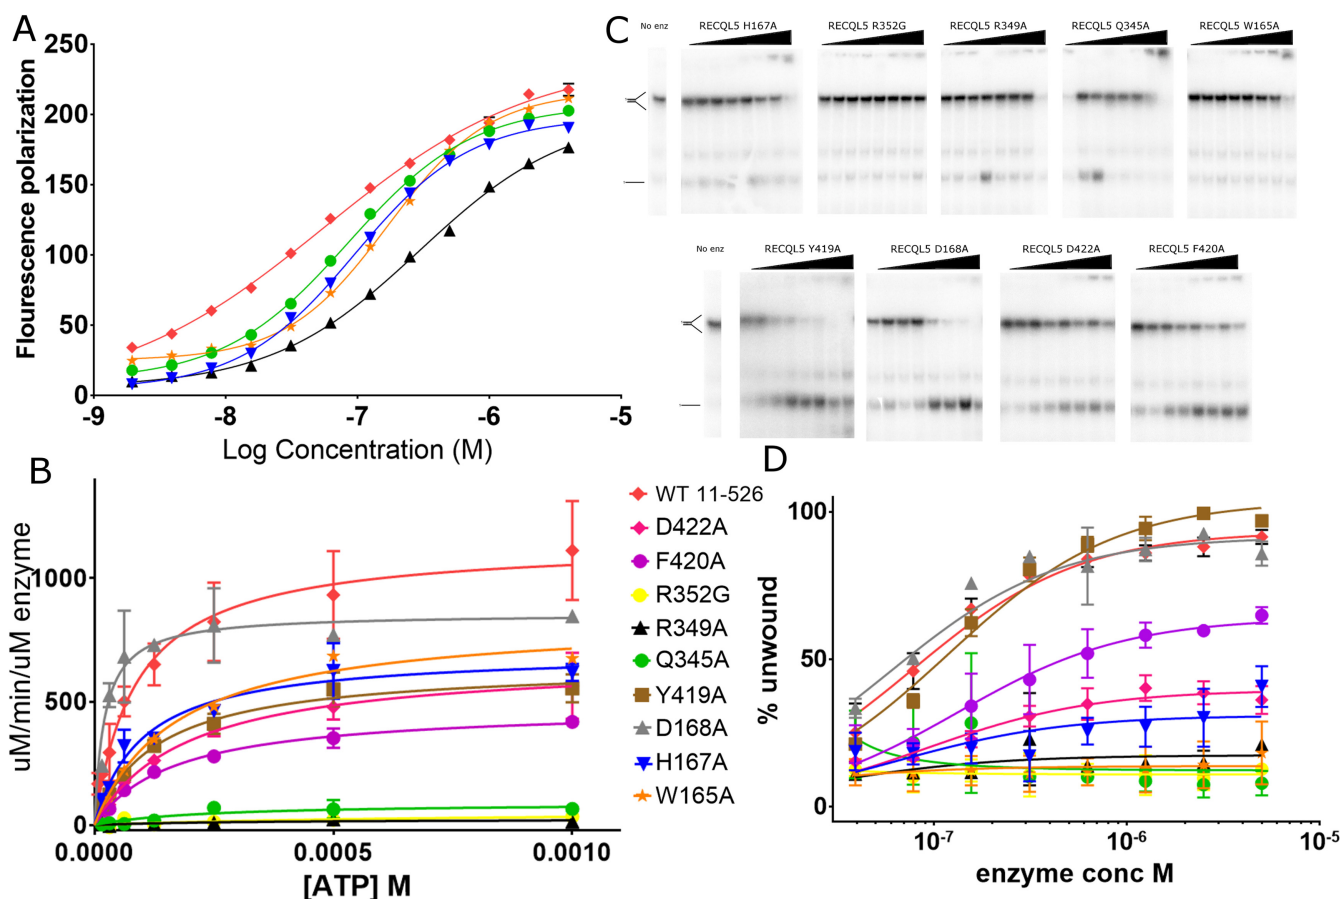 A
250
200
150
100
50
0
Flourescence polarization
-9
-8
-7
-6
-5
Log Concentration (M)
C
No enz
RECQL5 H167A
RECQL5 R352G
RECQL5 R349A
RECQL5 Q345A
RECQL5 W165A
No enz
RECQL5 Y419A
RECQL5 D168A
RECQL5 D422A
RECQL5 F420A
B
1000
500
0
uM/min/uM enzyme
0.0000
0.0005
0.0010
[ATP] M
WT 11-526
D422A
F420A
R352G
R349A
Q345A
Y419A
D168A
H167A
W165A
D
100
50
0
% unwound
10-7
10-6
10-5
enzyme conc M